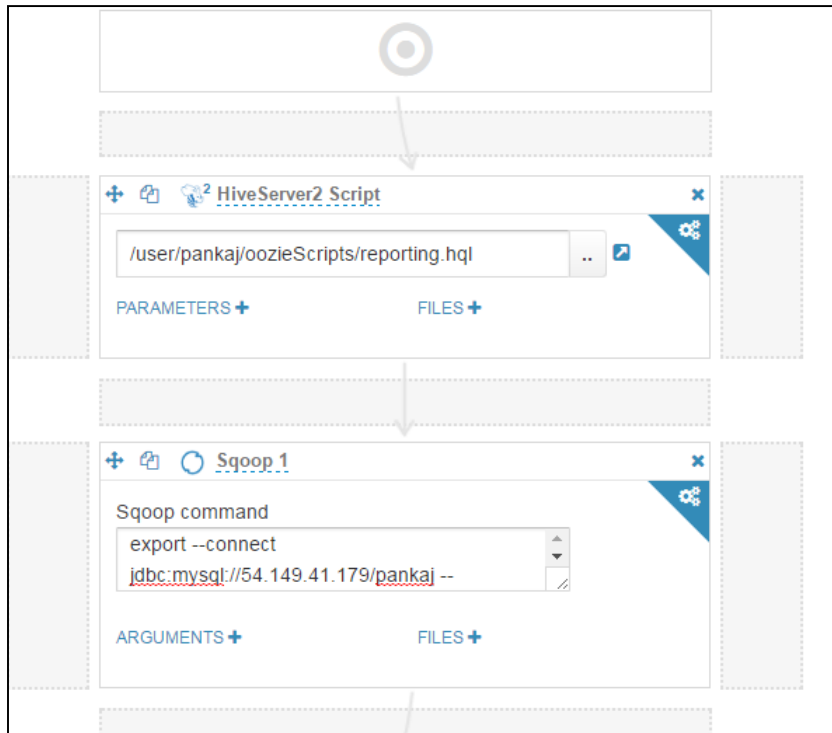 2 HiveServer2 Script
/user/pankaj/oozieScripts/reporting.hql
..
PARAMETERS +
FILES +
Sqoop 1
Sqoop command
export --connect
jdbc:mysql://54.149.41.179/pankaj --
ARGUMENTS +
FILES +